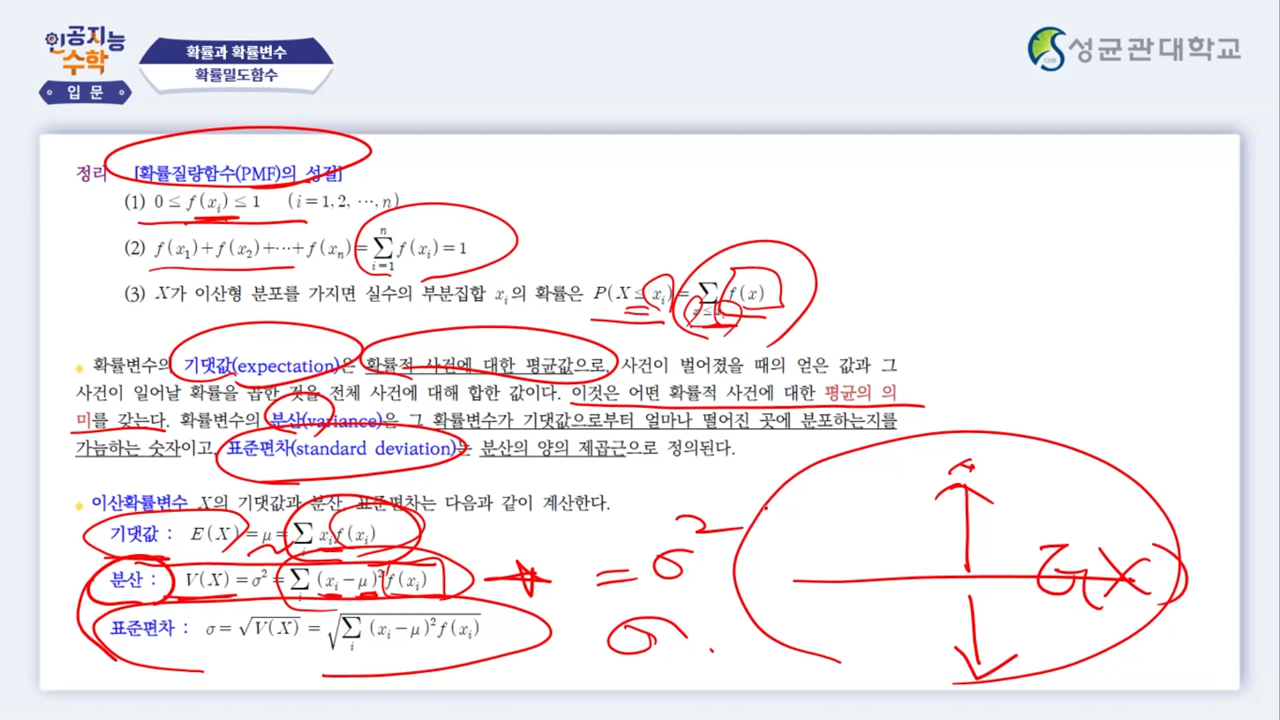 인공지능
수학
입 문
확률과 확률변수
확률밀도함수
성균관대학교
정리 [확률질량함수(PMF)의 성질]
(1) 0 ≤ f(xᵢ) ≤ 1 (i = 1, 2, ⋯, n)
(2) f(x₁)+f(x₂)+⋯+f(xₙ) = ∑ⁿᵢ₌₁ f(xᵢ) = 1
(3) X가 이산형 분포를 가지면 실수의 부분집합 xᵢ의 확률은 P(X ≤ xᵢ) = ∑ f(x)
확률변수의 기댓값(expectation)은 확률적 사건에 대한 평균값으로, 사건이 벌어졌을 때의 얻은 값과 그
사건이 일어날 확률을 곱한 것을 전체 사건에 대해 합한 값이다. 이것은 어떤 확률적 사건에 대한 평균의 의
미를 갖는다. 확률변수의 분산(variance)은 그 확률변수가 기댓값으로부터 얼마나 떨어진 곳에 분포하는지를
가늠하는 숫자이고, 표준편차(standard deviation)는 분산의 양의 제곱근으로 정의된다.
이산확률변수 X의 기댓값과 분산, 표준편차는 다음과 같이 계산한다.
기댓값 : E(X) = μ = ∑ᵢ xᵢf(xᵢ)
분산 : V(X) = σ² = ∑ᵢ (xᵢ−μ)²f(xᵢ)
= σ²
표준편차 : σ = √V(X) = √∑ᵢ (xᵢ−μ)²f(xᵢ)
σ
E(X)